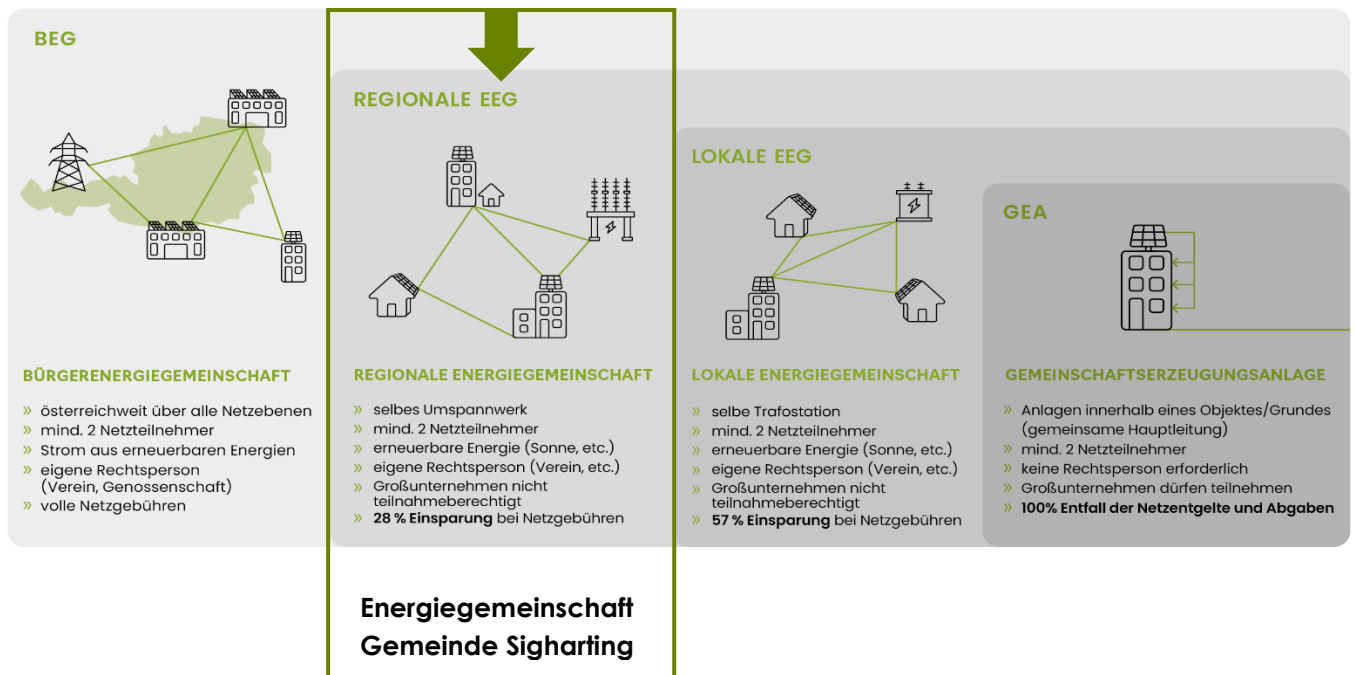 BEG
REGIONALE EEG
LOKALE EEG
GEA
BÜRGERENERGIEGEMEINSCHAFT
» österreichweit über alle Netzebenen
» mind. 2 Netzteilnehmer
» Strom aus erneuerbaren Energien
» eigene Rechtsperson
(Verein, Genossenschaft)
» volle Netzgebühren
REGIONALE ENERGIEGEMEINSCHAFT
» selbes Umspannwerk
» mind. 2 Netzteilnehmer
» erneuerbare Energie (Sonne, etc.)
» eigene Rechtsperson (Verein, etc.)
» Großunternehmen nicht
teilnahmeberechtigt
» 28 % Einsparung bei Netzgebühren
LOKALE ENERGIEGEMEINSCHAFT
» selbe Trafostation
» mind. 2 Netzteilnehmer
» erneuerbare Energie (Sonne, etc.)
» eigene Rechtsperson (Verein, etc.)
» Großunternehmen nicht
teilnahmeberechtigt
» 57 % Einsparung bei Netzgebühren
GEMEINSCHAFTSERZEUGUNGSANLAGE
» Anlagen innerhalb eines Objektes/Grundes
(gemeinsame Hauptleitung)
» mind. 2 Netzteilnehmer
» keine Rechtsperson erforderlich
» Großunternehmen dürfen teilnehmen
» 100% Entfall der Netzentgelte und Abgaben
Energiegemeinschaft
Gemeinde Sigharting